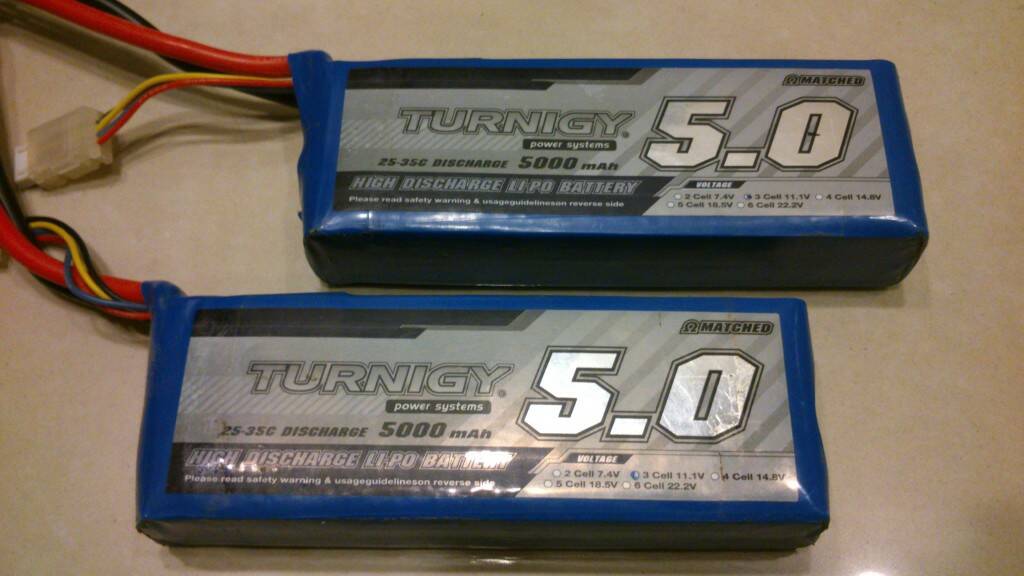 ΩMATCHED
TURNIGY®
power systems
5.0
25-35C DISCHARGE 5000 mAh
HIGH DISCHARGE LI-PO BATTERY
Please read safety warning & usageguidelineson reverse side
VOLTAGE
2 Cell 7.4V 3 Cell 11.1V 4 Cell 14.8V
5 Cell 18.5V 6 Cell 22.2V
ΩMATCHED
TURNIGY®
power systems
5.0
25-35C DISCHARGE 5000 mAh
HIGH DISCHARGE LI-PO BATTERY
Please read safety warning & usageguidelineson reverse side
VOLTAGE
2 Cell 7.4V 3 Cell 11.1V 4 Cell 14.8V
5 Cell 18.5V 6 Cell 22.2V